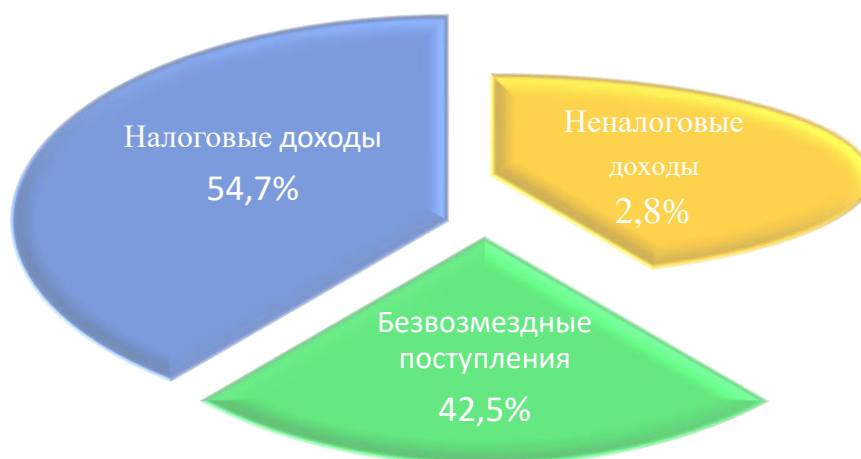 Налоговые доходы
54,7%
Неналоговые
доходы
2,8%
Безвозмездные
поступления
42,5%